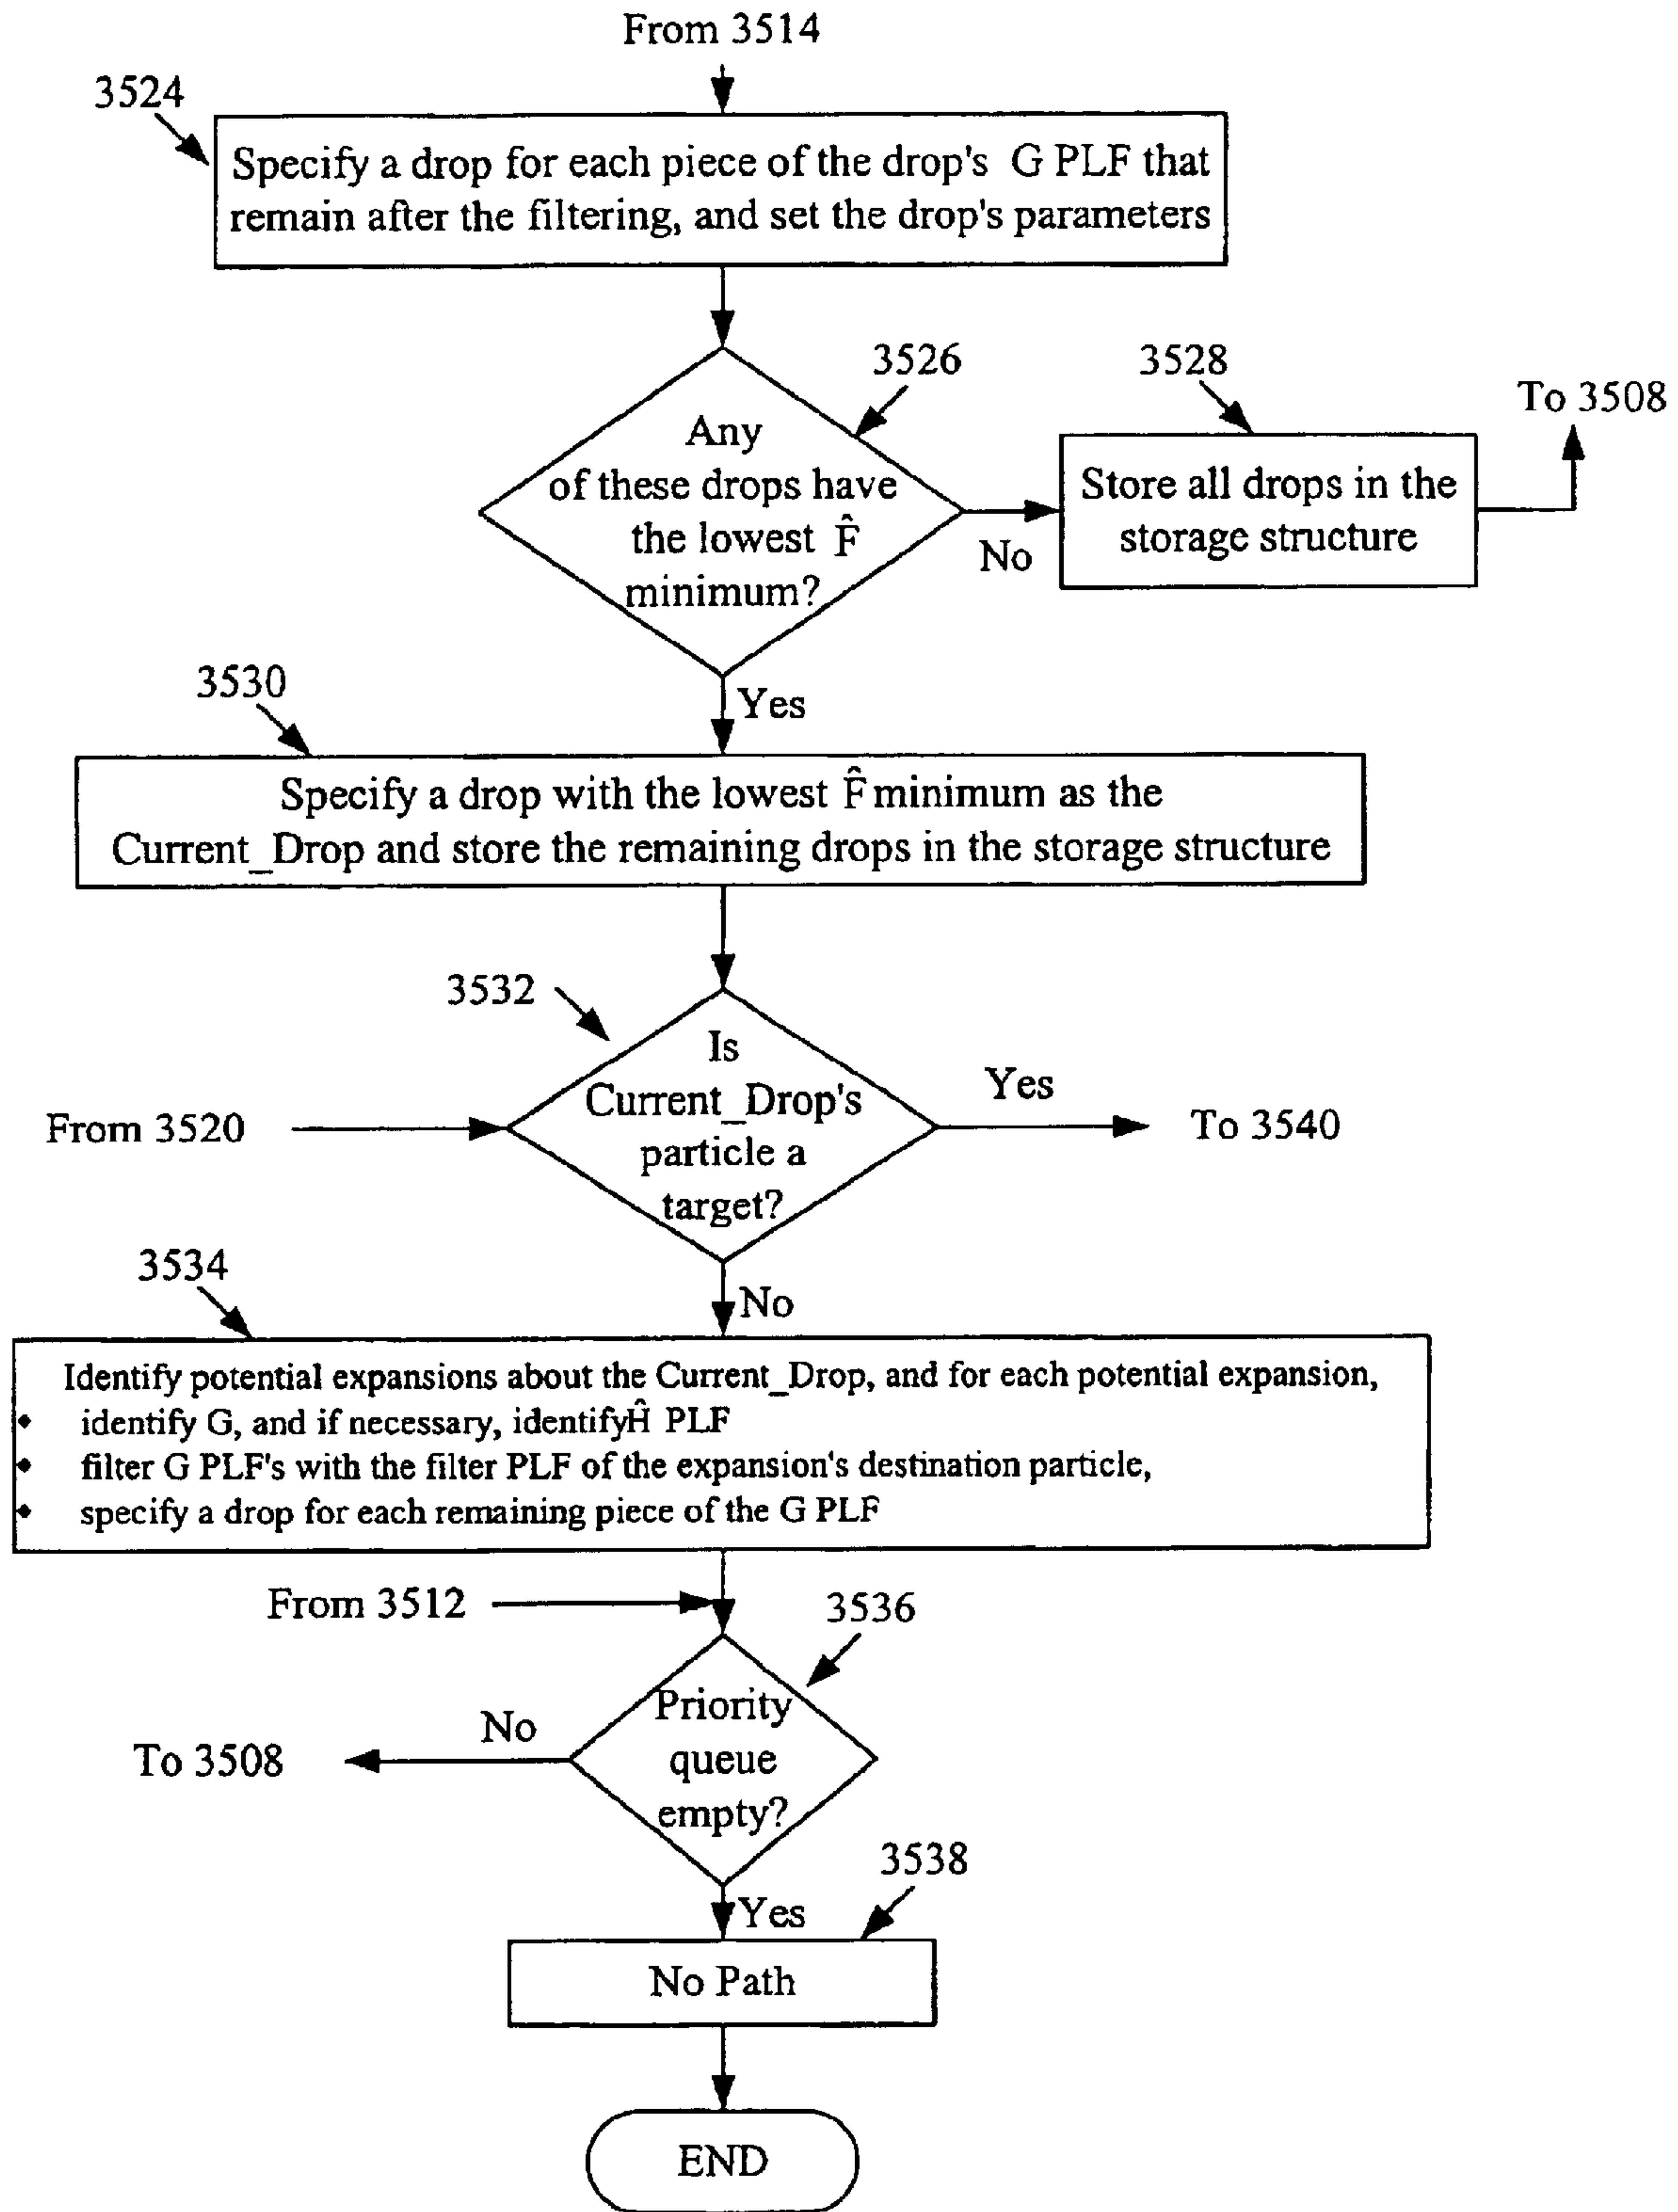 From 3514
3524
Specify a drop for each piece of the drop's G PLF that
remain after the filtering, and set the drop's parameters
3526
3528
To 3508
Any
of these drops have
the lowest F̂
minimum?
No
Store all drops in the
storage structure
Yes
3530
Specify a drop with the lowest F̂ minimum as the
Current_Drop and store the remaining drops in the storage structure
3532
Is
Current_Drop's
particle a
target?
From 3520
Yes
To 3540
No
3534
Identify potential expansions about the Current_Drop, and for each potential expansion,
♦ identify G, and if necessary, identifyĤ PLF
♦ filter G PLF's with the filter PLF of the expansion's destination particle,
♦ specify a drop for each remaining piece of the G PLF
From 3512
3536
Priority
queue
empty?
No
To 3508
Yes
3538
No Path
END